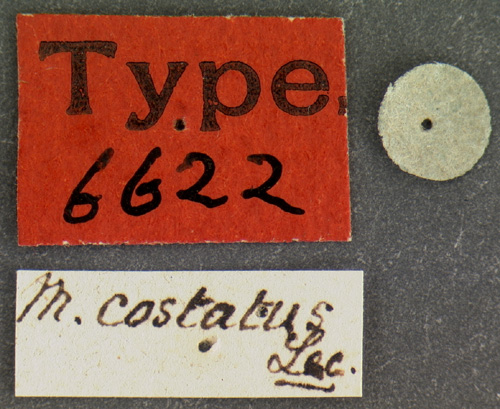 Type.
6622
M. costatus
Lec.